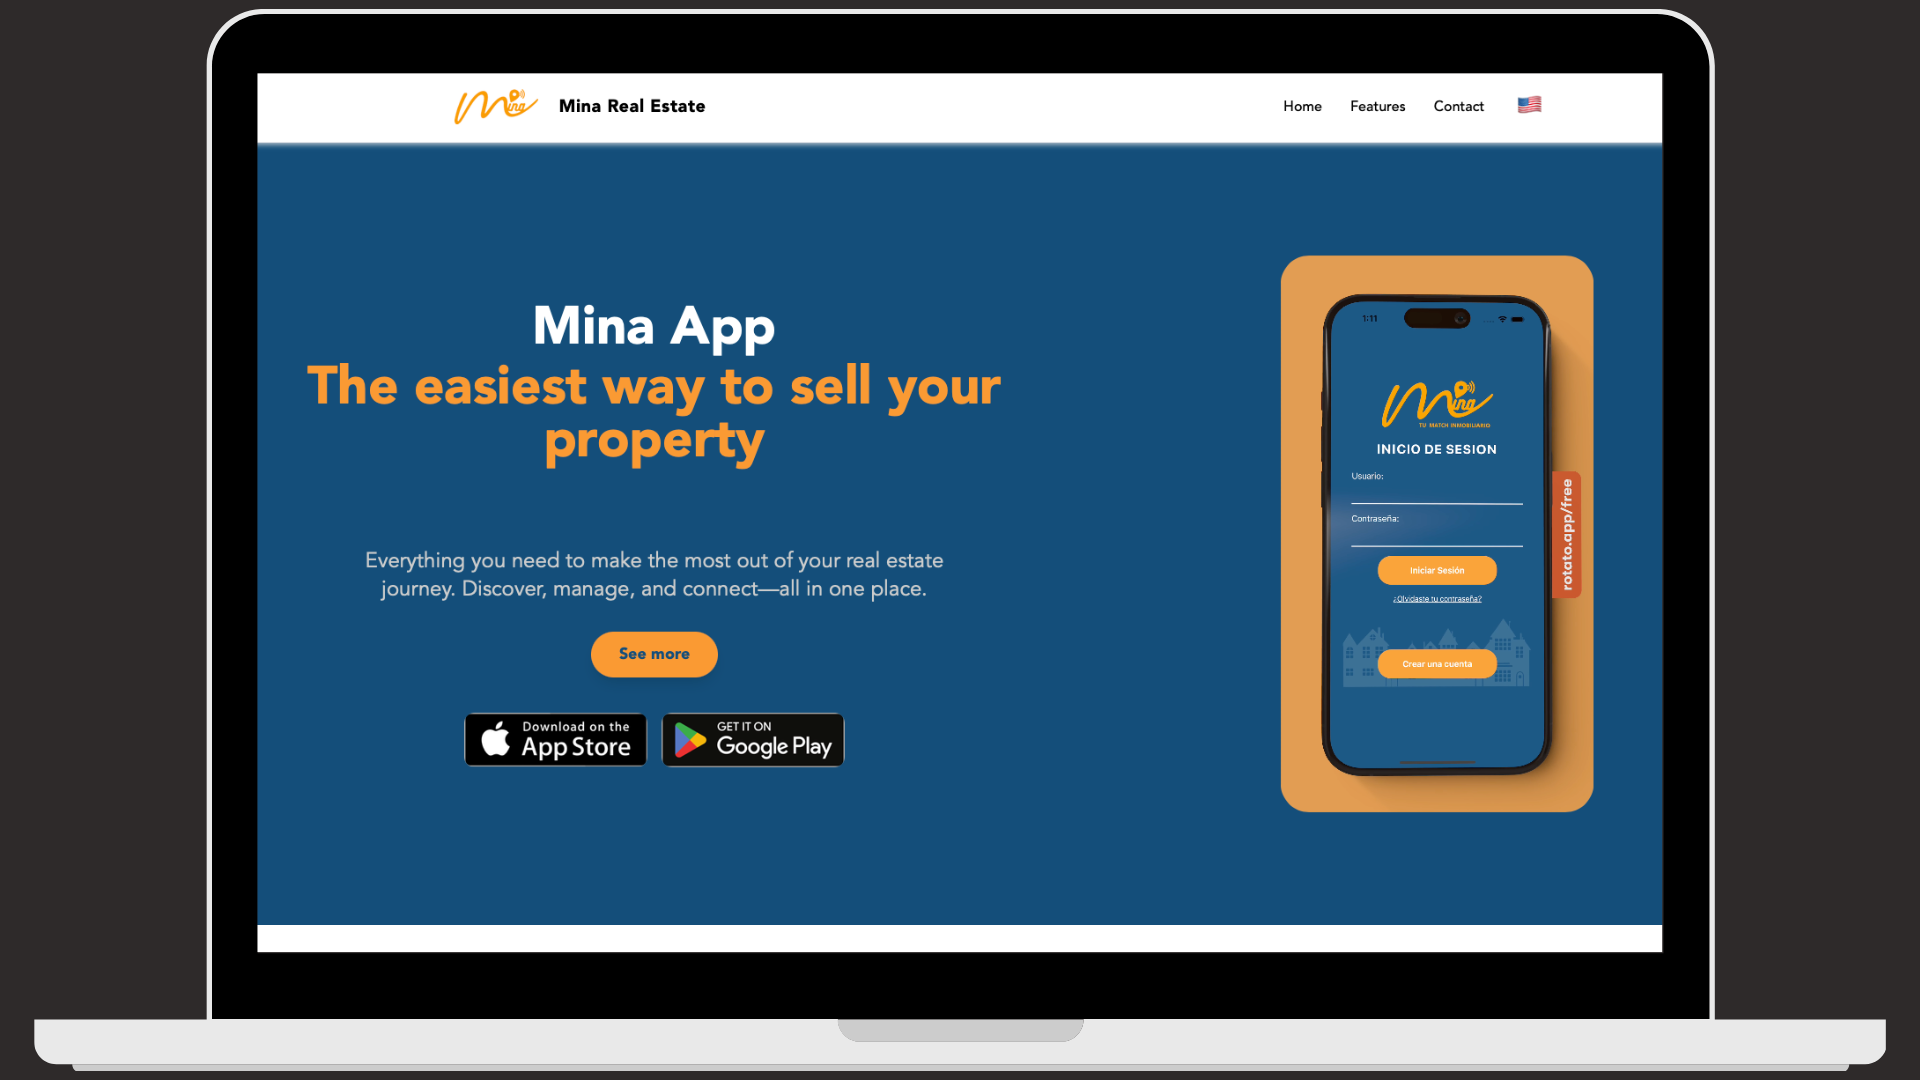 Mina
Mina Real Estate
Home
Features
Contact
Mina App
The easiest way to sell your
property
Everything you need to make the most out of your real estate
journey. Discover, manage, and connect—all in one place.
See more
Download on the
App Store
GET IT ON
Google Play
1:11
Mina
TU MATCH INMOBILIARIO
INICIO DE SESION
Usuario:
Contraseña:
Iniciar Sesión
¿Olvidaste tu contraseña?
Crear una cuenta
rotato.app/free